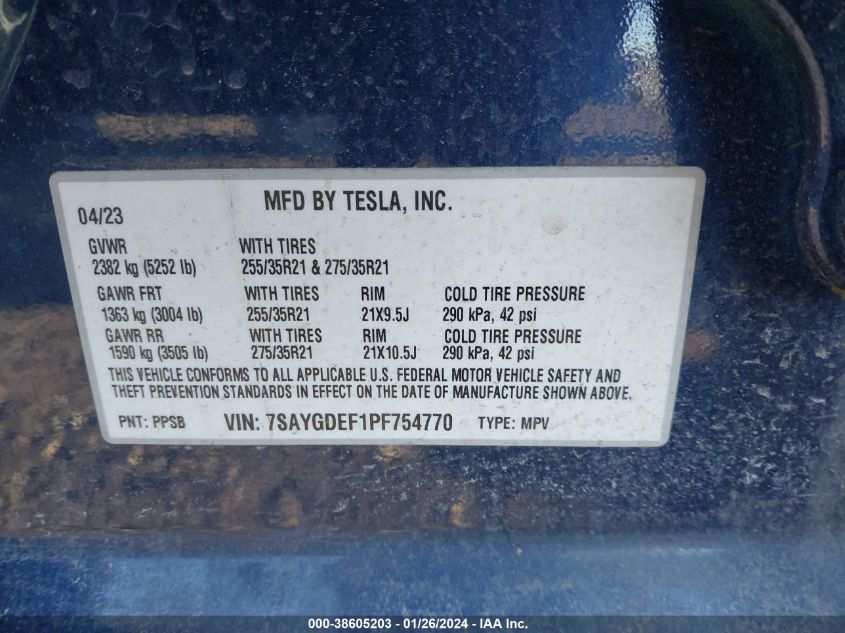 MFD BY TESLA, INC.
04/23
GVWR WITH TIRES
2382 kg (5252 lb) 255/35R21 & 275/35R21
GAWR FRT WITH TIRES RIM COLD TIRE PRESSURE
1363 kg (3004 lb) 255/35R21 21X9.5J 290 kPa, 42 psi
GAWR RR WITH TIRES RIM COLD TIRE PRESSURE
1590 kg (3505 lb) 275/35R21 21X10.5J 290 kPa, 42 psi
THIS VEHICLE CONFORMS TO ALL APPLICABLE U.S. FEDERAL MOTOR VEHICLE SAFETY AND
THEFT PREVENTION STANDARDS IN EFFECT ON THE DATE OF MANUFACTURE SHOWN ABOVE.
PNT: PPSB VIN: 7SAYGDEF1PF754770 TYPE: MPV
000-38605203 - 01/26/2024 - IAA Inc.